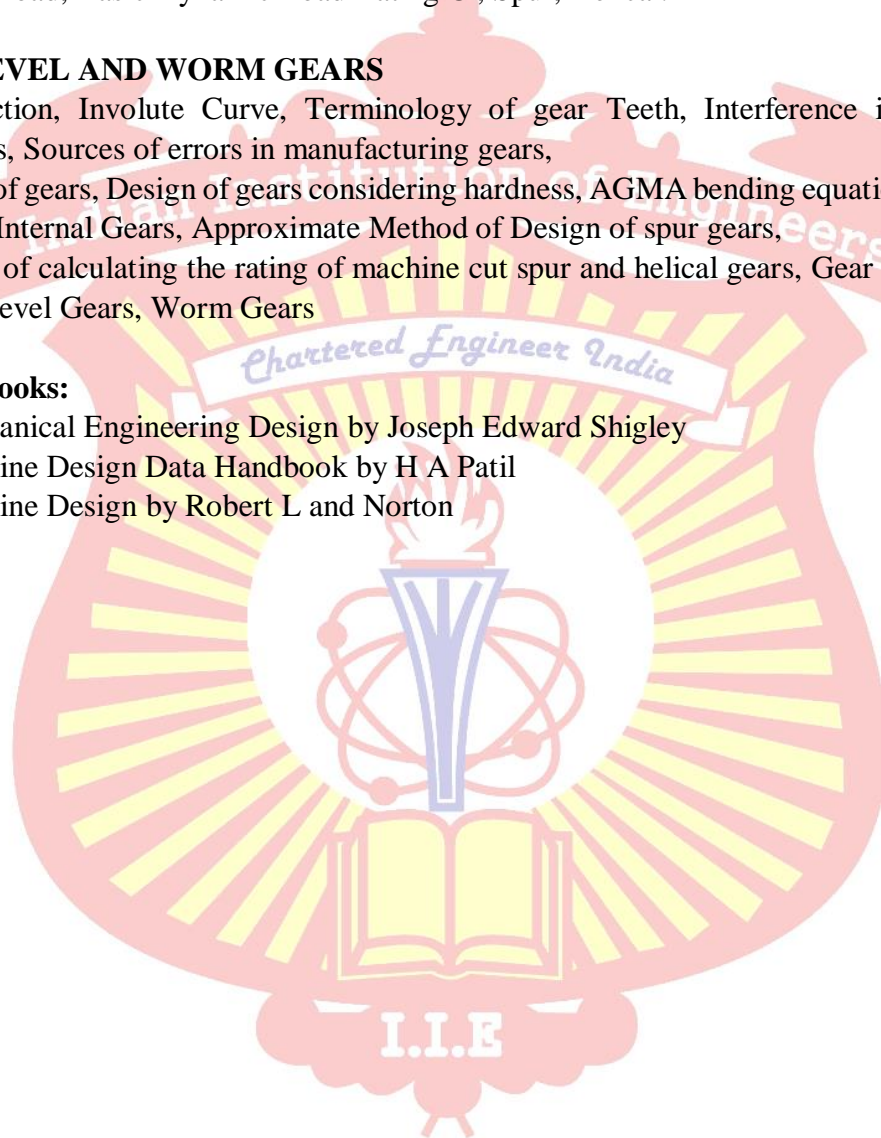 EVEL AND WORM GEARS
ction, Involute Curve, Terminology of gear Teeth, Interference i
s, Sources of errors in manufacturing gears,
of gears, Design of gears considering hardness, AGMA bending equati
Internal Gears, Approximate Method of Design of spur gears,
of calculating the rating of machine cut spur and helical gears, Gear
evel Gears, Worm Gears
ooks:
anical Engineering Design by Joseph Edward Shigley
ine Design Data Handbook by H A Patil
ine Design by Robert L and Norton
Indian Institution of Engineers
Chartered Engineer India
I.I.E